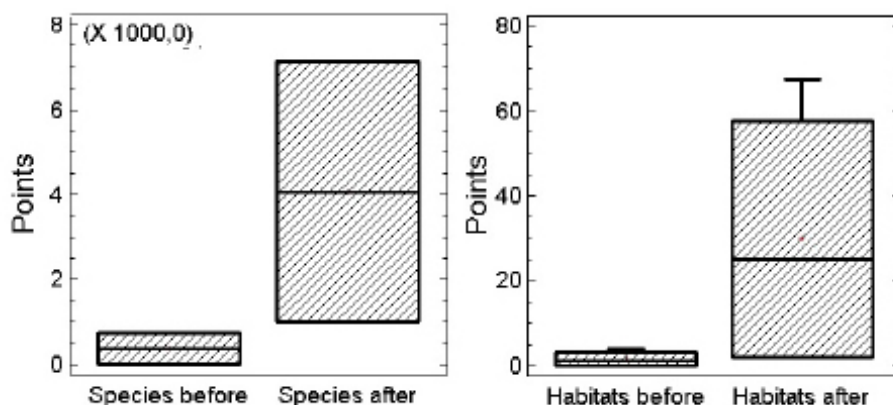 (X 1000,0)
Points
8
6
4
2
0
Species before
Species after
Points
80
60
40
20
0
Habitats before
Habitats after